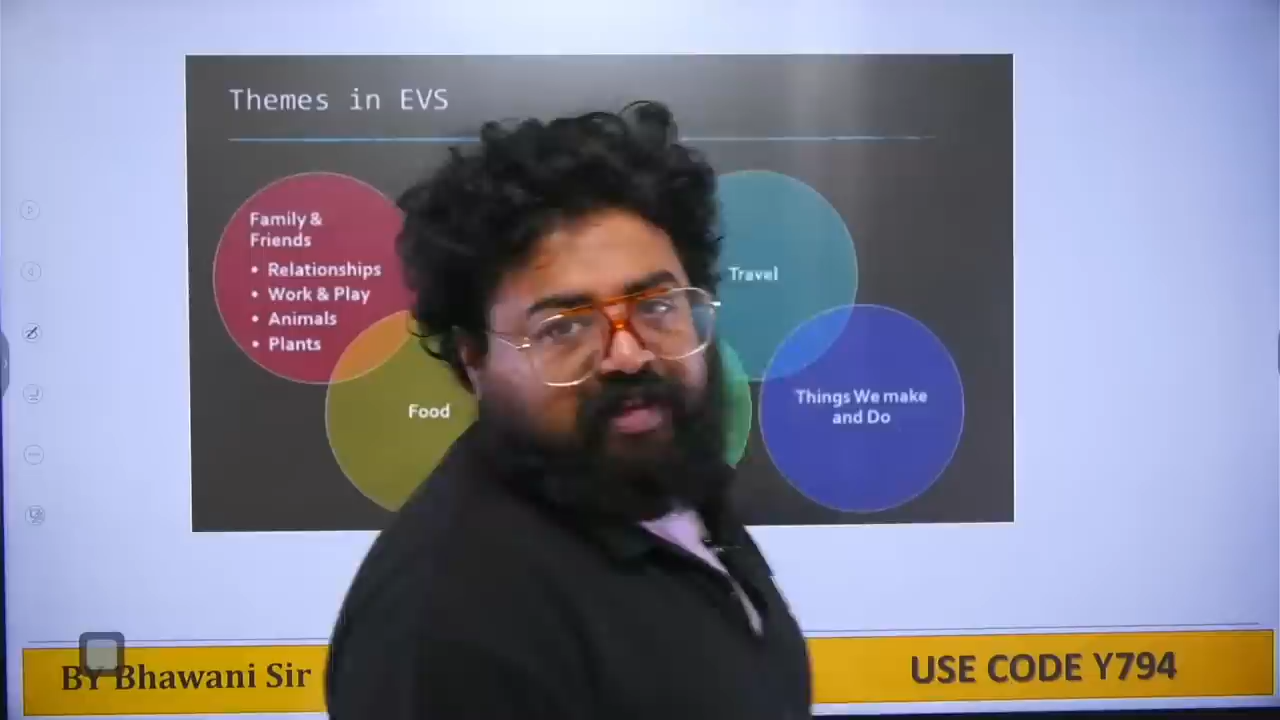 Themes in EVS
Family &
Friends
• Relationships
• Work & Play
• Animals
• Plants
Food
Travel
Things We make
and Do
BY Bhawani Sir
USE CODE Y794